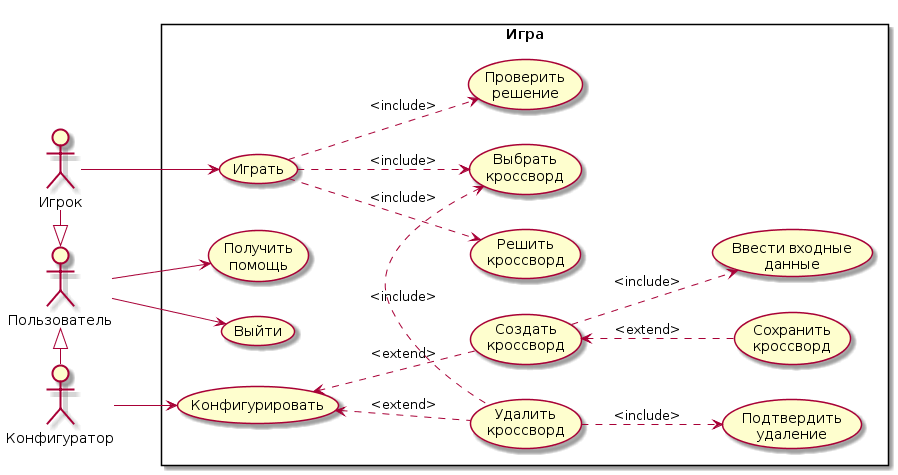 Игра
Проверить
решение
<include>
Играть
<include>
Выбрать
кроссворд
Игрок
<include>
Получить
помощь
Решить
кроссворд
Ввести входные
данные
<include>
<include>
Пользователь
Выйти
Создать
кроссворд
<extend>
Сохранить
кроссворд
<extend>
Конфигурировать
<extend>
Удалить
кроссворд
<include>
Подтвердить
удаление
Конфигуратор